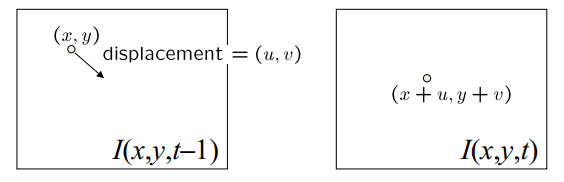 (x, y)
displacement = (u, v)
I(x,y,t–1)
(x + u, y + v)
I(x,y,t)